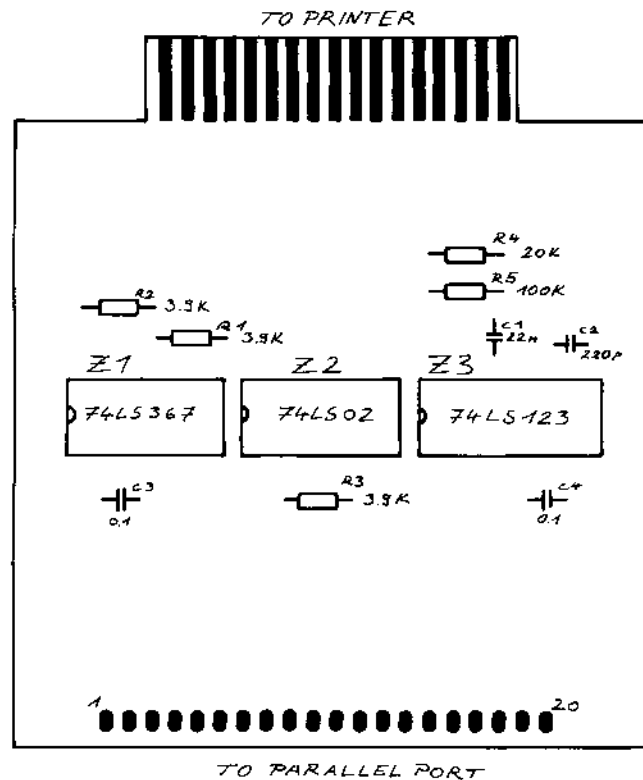 TO PRINTER
R4
20K
R5
100K
R2
3.9K
R1
3.9K
C1
22n
C2
220p
Z1
Z2
Z3
74LS367
74LS02
74LS123
C3
0.1
R3
3.9K
C4
0.1
1
20
TO PARALLEL PORT